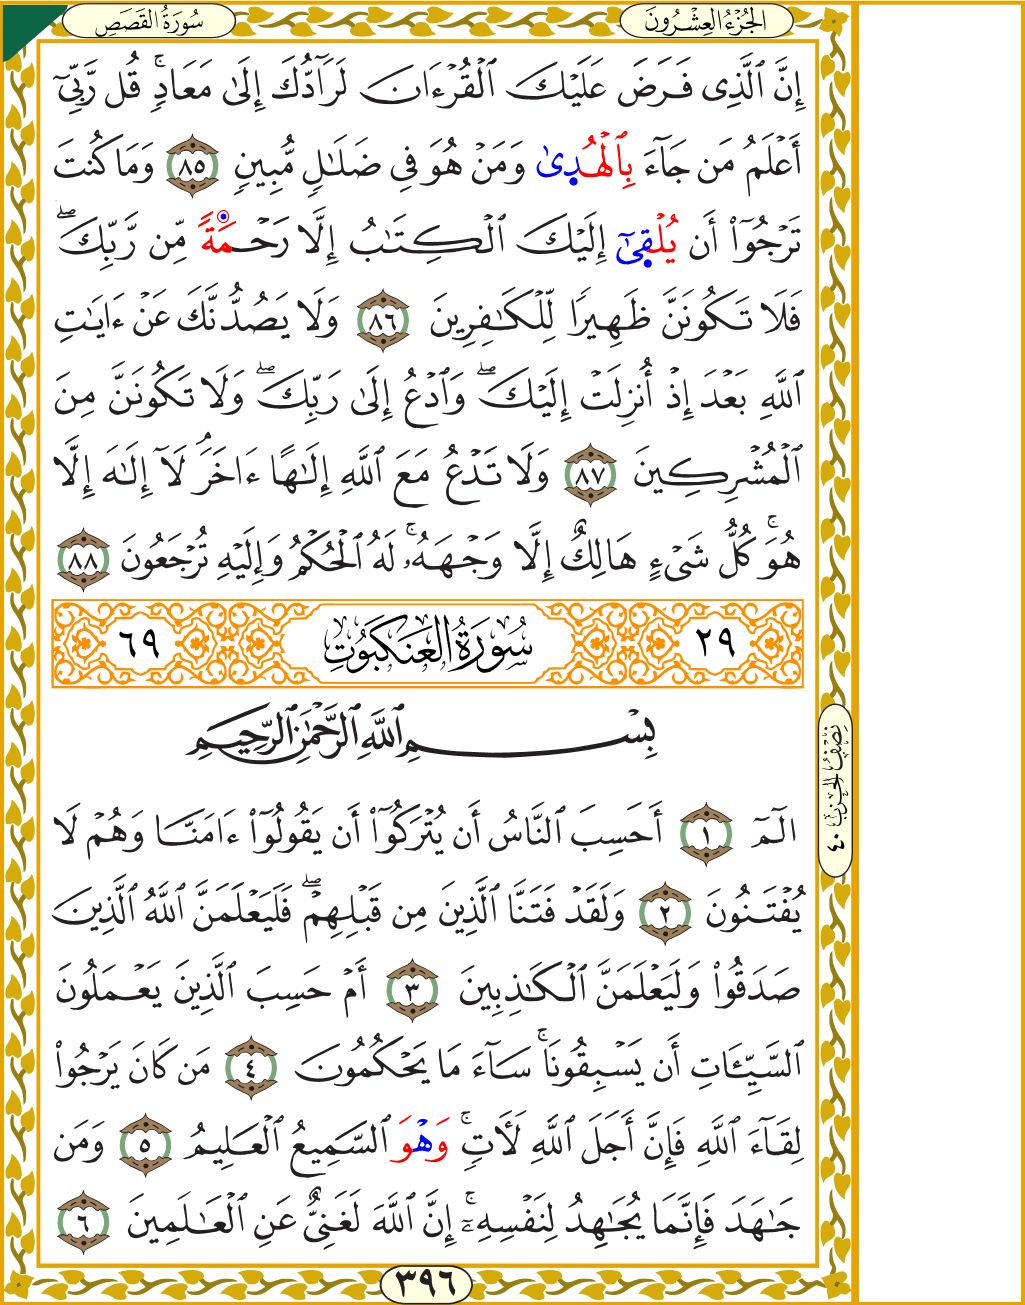 سُورَةُ القَصَصِ
الجُزْءُ العِشْرُونَ
إِنَّ ٱلَّذِى فَرَضَ عَلَيْكَ ٱلْقُرْءَانَ لَرَآدُّكَ إِلَىٰ مَعَادٍۚ قُل رَّبِّىٓ
أَعْلَمُ مَن جَآءَ بِٱلْهُدِىٰ وَمَنْ هُوَ فِى ضَلَـٰلٍ مُّبِينٍ ٨٥ وَمَا كُنتَ
تَرْجُوٓا۟ أَن يُلْقِىٰٓ إِلَيْكَ ٱلْكِتَـٰبُ إِلَّا رَحْمَةً مِّن رَّبِّكَۖ
فَلَا تَكُونَنَّ ظَهِيرًا لِّلْكَـٰفِرِينَ ٨٦ وَلَا يَصُدُّنَّكَ عَنْ ءَايَـٰتِ
ٱللَّهِ بَعْدَ إِذْ أُنزِلَتْ إِلَيْكَۖ وَٱدْعُ إِلَىٰ رَبِّكَۖ وَلَا تَكُونَنَّ مِنَ
ٱلْمُشْرِكِينَ ٨٧ وَلَا تَدْعُ مَعَ ٱللَّهِ إِلَـٰهًا ءَاخَرَۘ لَآ إِلَـٰهَ إِلَّا
هُوَۚ كُلُّ شَىْءٍ هَالِكٌ إِلَّا وَجْهَهُۥۚ لَهُ ٱلْحُكْمُ وَإِلَيْهِ تُرْجَعُونَ ٨٨
٢٩ سُورَةُ العَنكَبُوتِ ٦٩
بِسْمِ ٱللَّهِ ٱلرَّحْمَـٰنِ ٱلرَّحِيمِ
الٓمٓ ١ أَحَسِبَ ٱلنَّاسُ أَن يُتْرَكُوٓا۟ أَن يَقُولُوٓا۟ ءَامَنَّا وَهُمْ لَا
يُفْتَنُونَ ٢ وَلَقَدْ فَتَنَّا ٱلَّذِينَ مِن قَبْلِهِمْۖ فَلَيَعْلَمَنَّ ٱللَّهُ ٱلَّذِينَ
صَدَقُوا۟ وَلَيَعْلَمَنَّ ٱلْكَـٰذِبِينَ ٣ أَمْ حَسِبَ ٱلَّذِينَ يَعْمَلُونَ
ٱلسَّيِّـَٔاتِ أَن يَسْبِقُونَاۚ سَآءَ مَا يَحْكُمُونَ ٤ مَن كَانَ يَرْجُوا۟
لِقَآءَ ٱللَّهِ فَإِنَّ أَجَلَ ٱللَّهِ لَـَٔاتٍۚ وَهْوَ ٱلسَّمِيعُ ٱلْعَلِيمُ ٥ وَمَن
جَـٰهَدَ فَإِنَّمَا يُجَـٰهِدُ لِنَفْسِهِۦٓۚ إِنَّ ٱللَّهَ لَغَنِىٌّ عَنِ ٱلْعَـٰلَمِينَ ٦
نِصْفُ الحِزْبِ ٤٠
٣٩٦